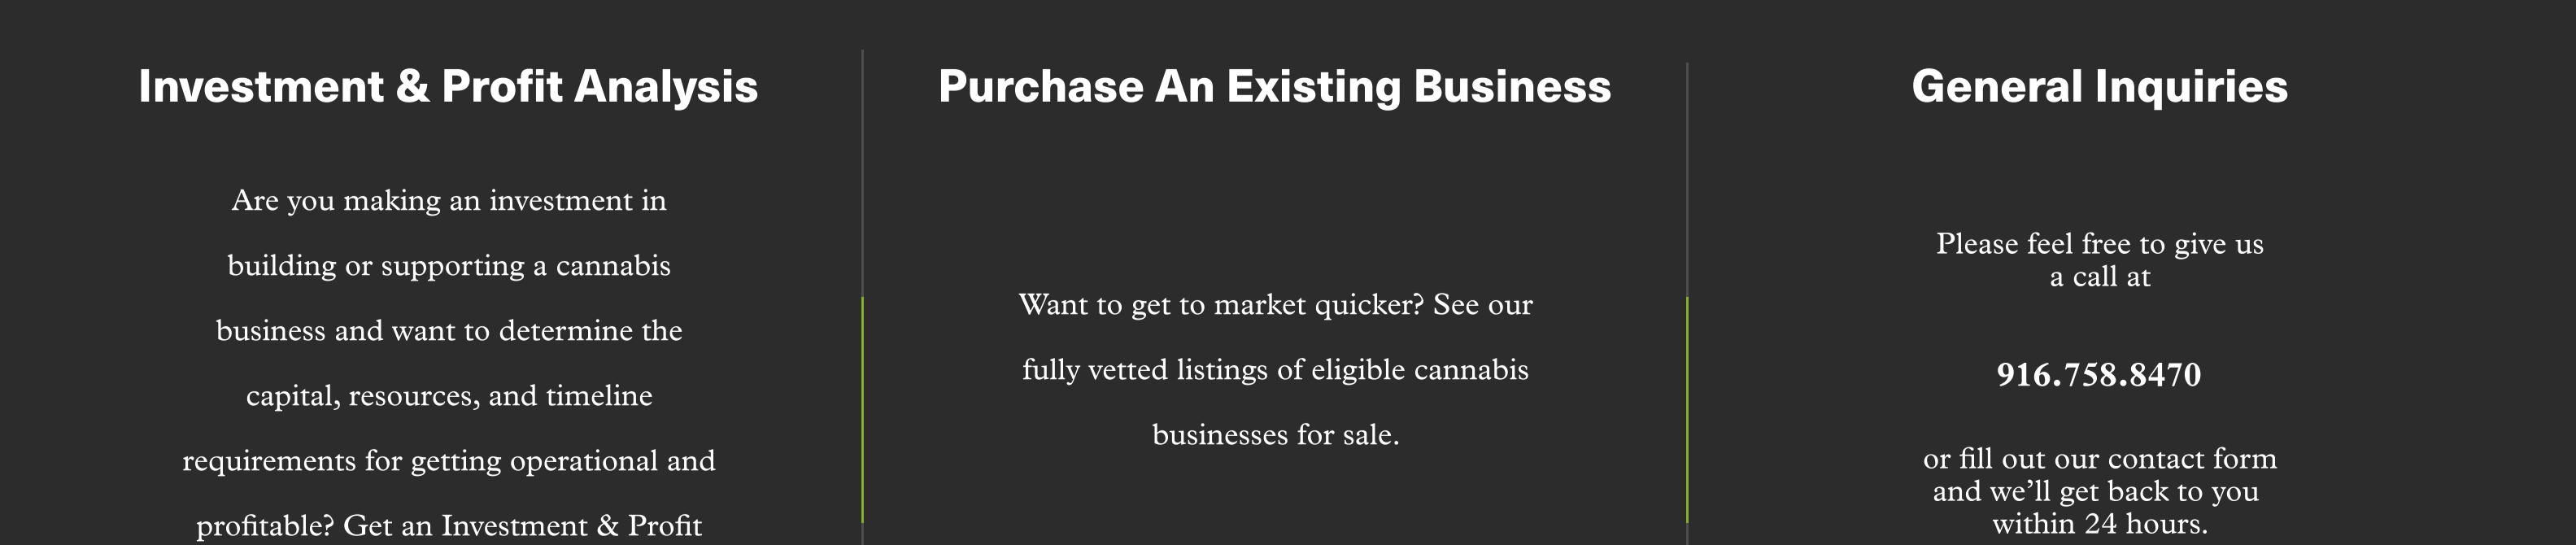 Investment & Profit Analysis
Are you making an investment in
building or supporting a cannabis
business and want to determine the
capital, resources, and timeline
requirements for getting operational and
profitable? Get an Investment & Profit
Purchase An Existing Business
Want to get to market quicker? See our
fully vetted listings of eligible cannabis
businesses for sale.
General Inquiries
Please feel free to give us
a call at
916.758.8470
or fill out our contact form
and we’ll get back to you
within 24 hours.